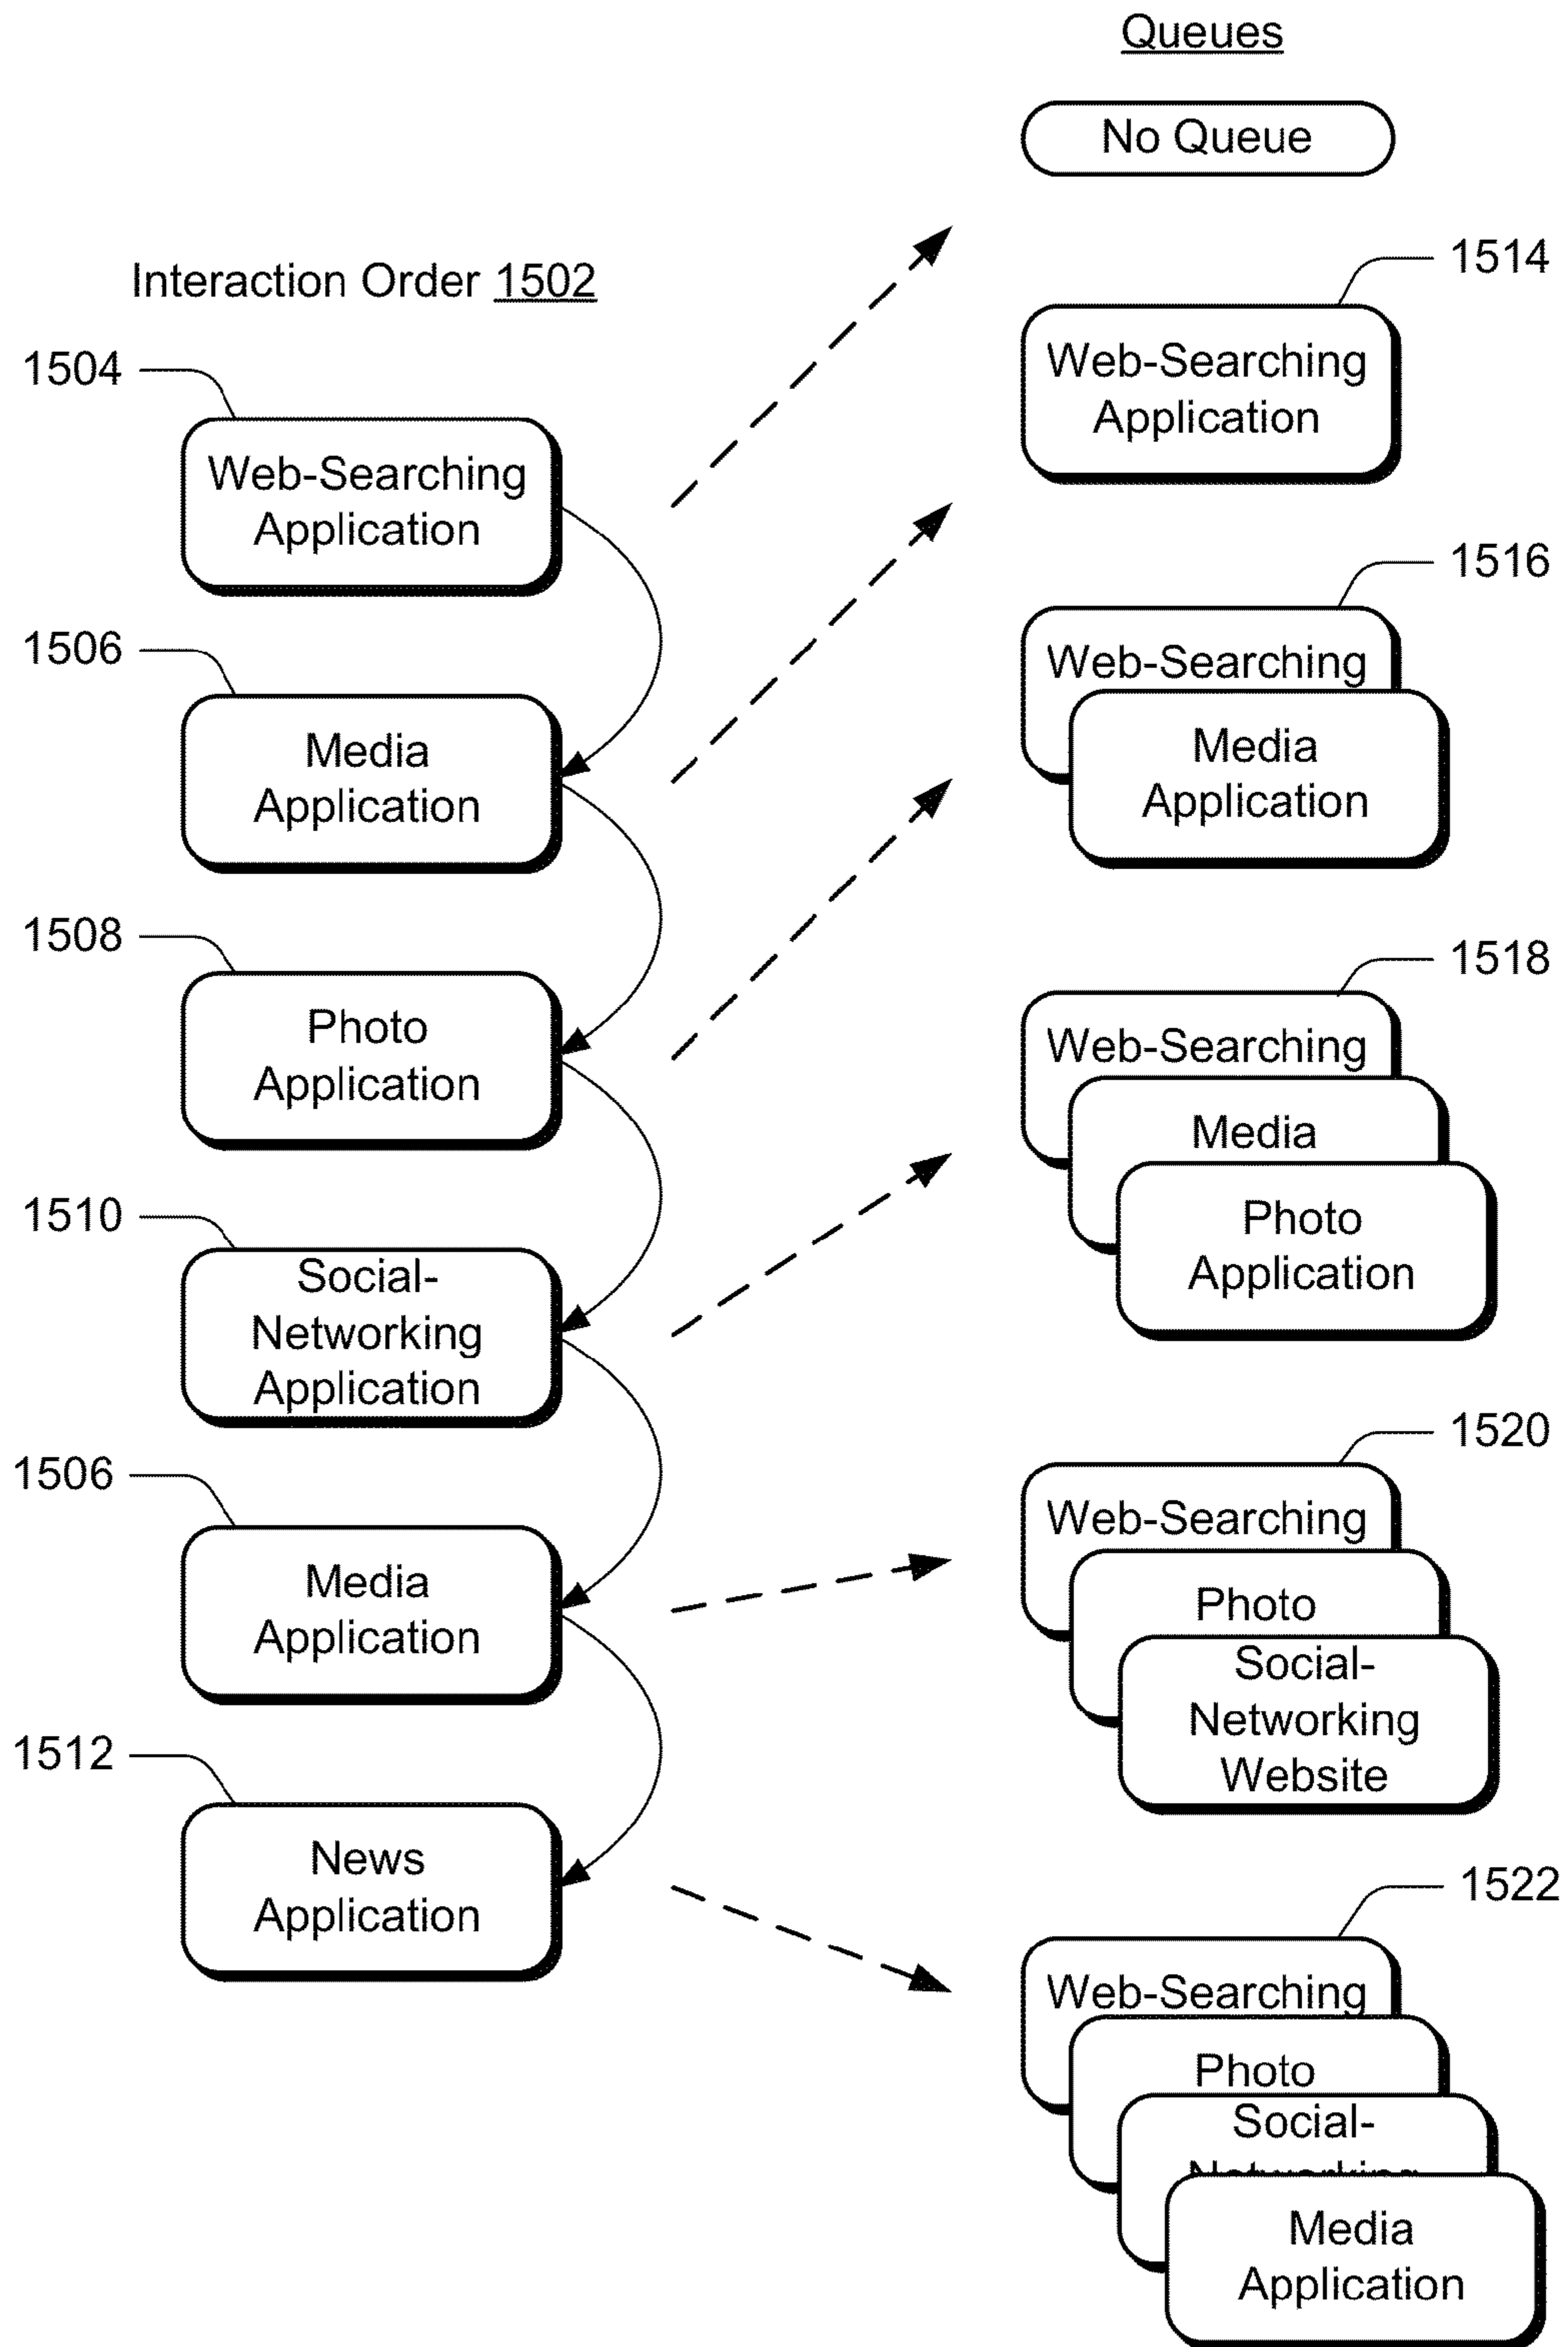 Queues
No Queue
Interaction Order 1502
1504
Web-Searching
Application
1506
Media
Application
1508
Photo
Application
1510
Social-
Networking
Application
1506
Media
Application
1512
News
Application
1514
Web-Searching
Application
1516
Web-Searching
Media
Application
1518
Web-Searching
Media
Photo
Application
1520
Web-Searching
Photo
Social-
Networking
Website
1522
Web-Searching
Photo
Social-
Networking
Media
Application